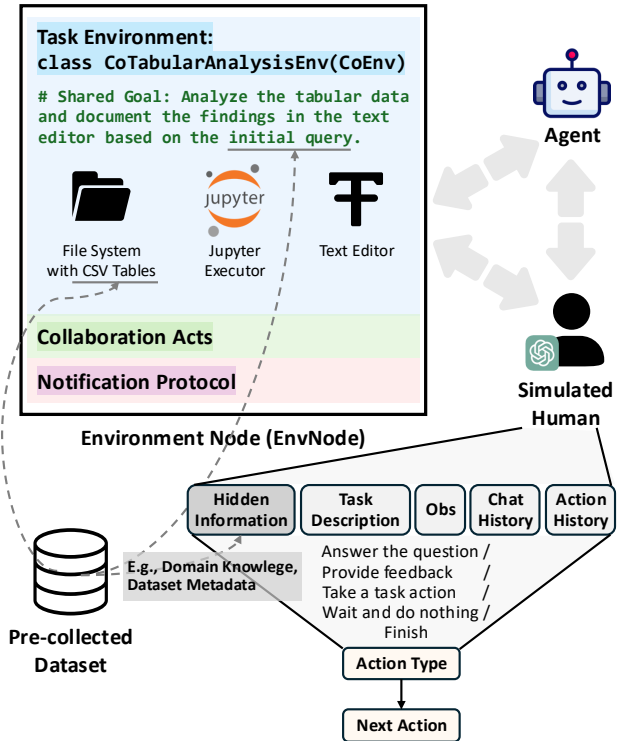 Task Environment:
class CoTabularAnalysisEnv(CoEnv)
# Shared Goal: Analyze the tabular data
and document the findings in the text
editor based on the initial query.
jupyter
File System
with CSV Tables
Jupyter
Executor
Text Editor
Collaboration Acts
Notification Protocol
Environment Node (EnvNode)
Agent
Simulated
Human
Hidden
Information
Task
Description
Obs
Chat
History
Action
History
E.g., Domain Knowlege,
Dataset Metadata
Answer the question /
Provide feedback /
Take a task action /
Wait and do nothing /
Finish
Pre-collected
Dataset
Action Type
Next Action